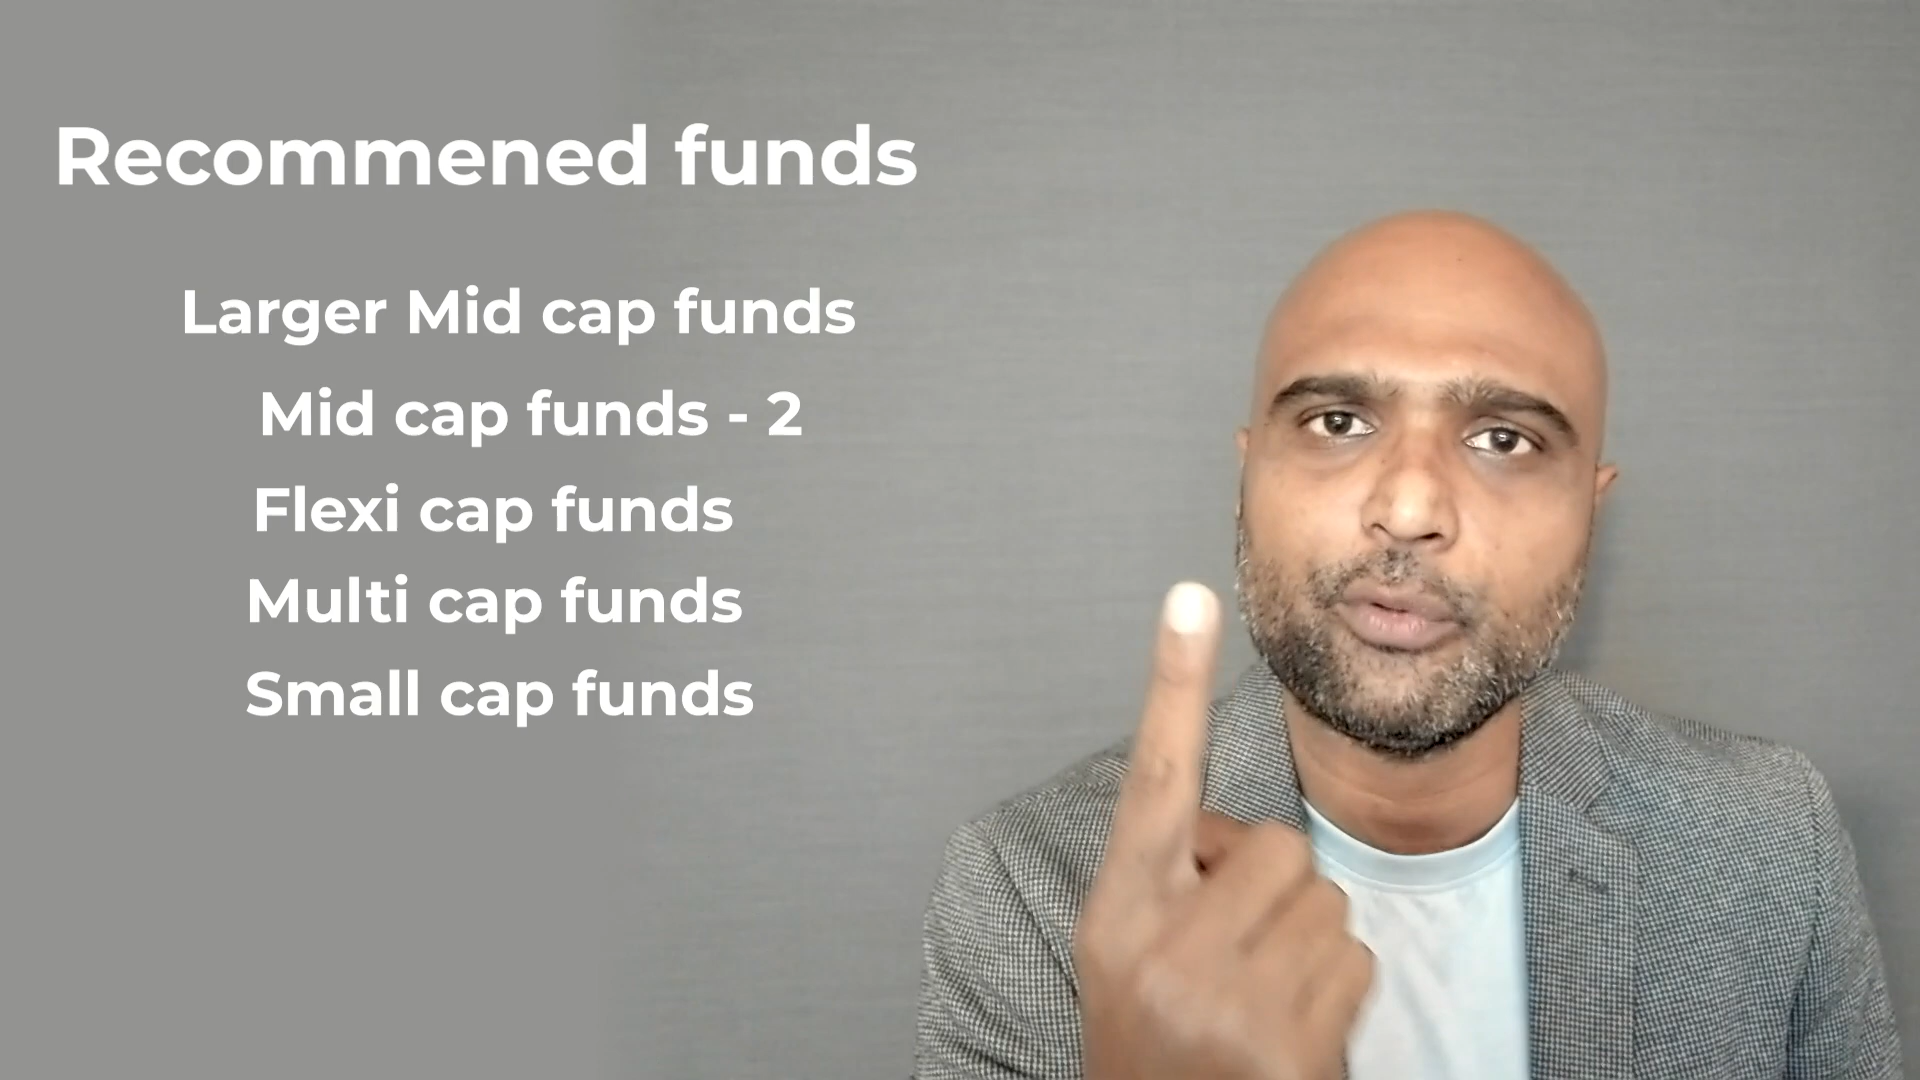 Recommened funds
Larger Mid cap funds
Mid cap funds - 2
Flexi cap funds
Multi cap funds
Small cap funds